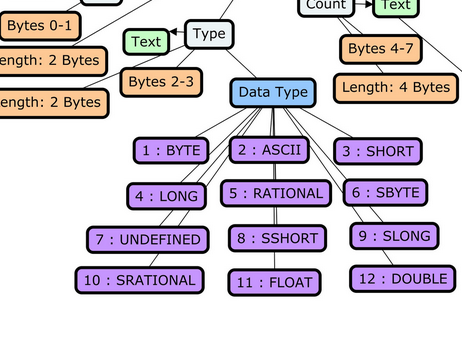 Count
Text
Bytes 0-1
Type
Text
Bytes 4-7
ength: 2 Bytes
Bytes 2-3
Length: 4 Bytes
ength: 2 Bytes
Data Type
1 : BYTE
2 : ASCII
3 : SHORT
4 : LONG
5 : RATIONAL
6 : SBYTE
7 : UNDEFINED
8 : SSHORT
9 : SLONG
10 : SRATIONAL
11 : FLOAT
12 : DOUBLE